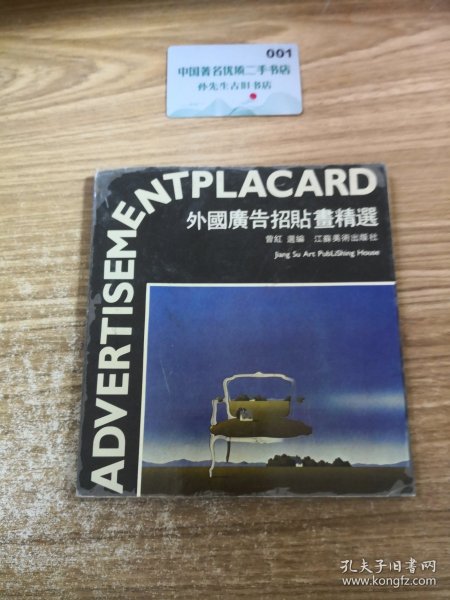 001
中国著名优质二手书店
孙先生古旧书店
ADVERTISEMENTPLACARD
外國廣告招貼畫精選
曾紅 選編 江蘇美術出版社
Jiang Su Art PubLiShing House
孔夫子旧书网
www.kongfz.com